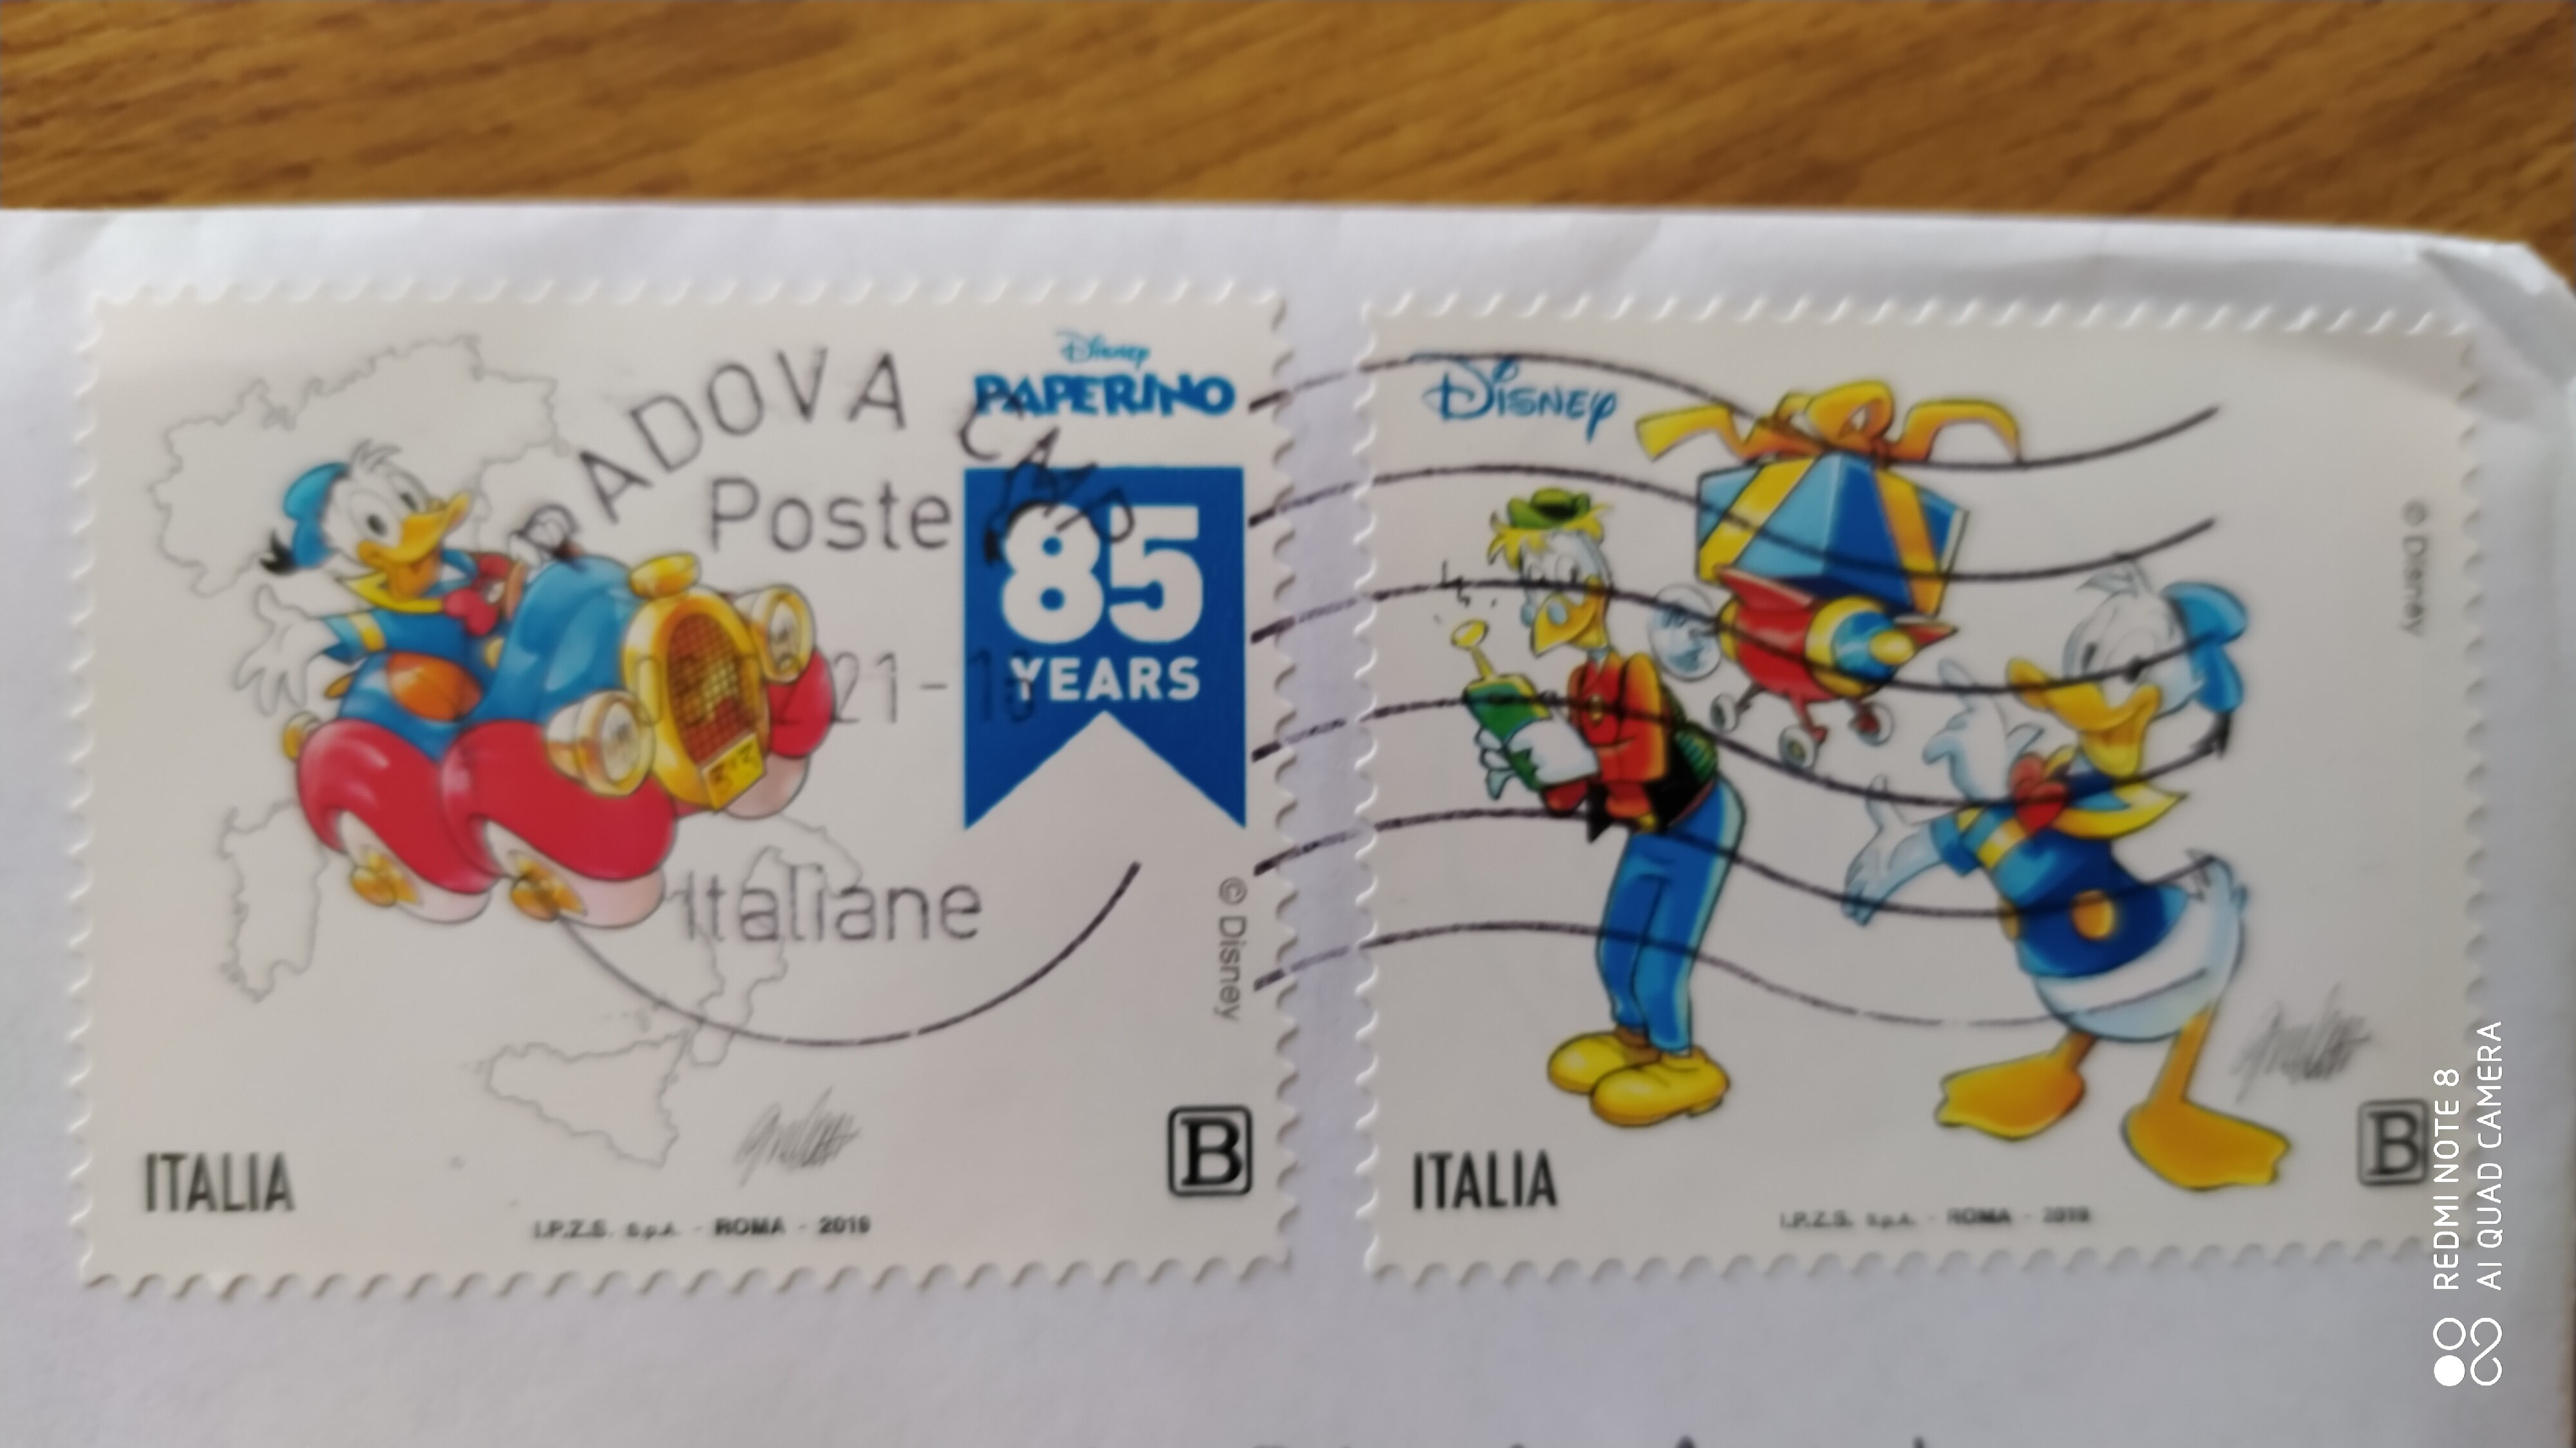 Disney
PAPERINO
85
YEARS
© Disney
ITALIA
B
I.P.Z.S. S.p.A. - ROMA - 2019
PADOVA
Poste
21-
Italiane
Disney
© Disney
ITALIA
B
I.P.Z.S. S.p.A. - ROMA - 2019
REDMI NOTE 8
AI QUAD CAMERA